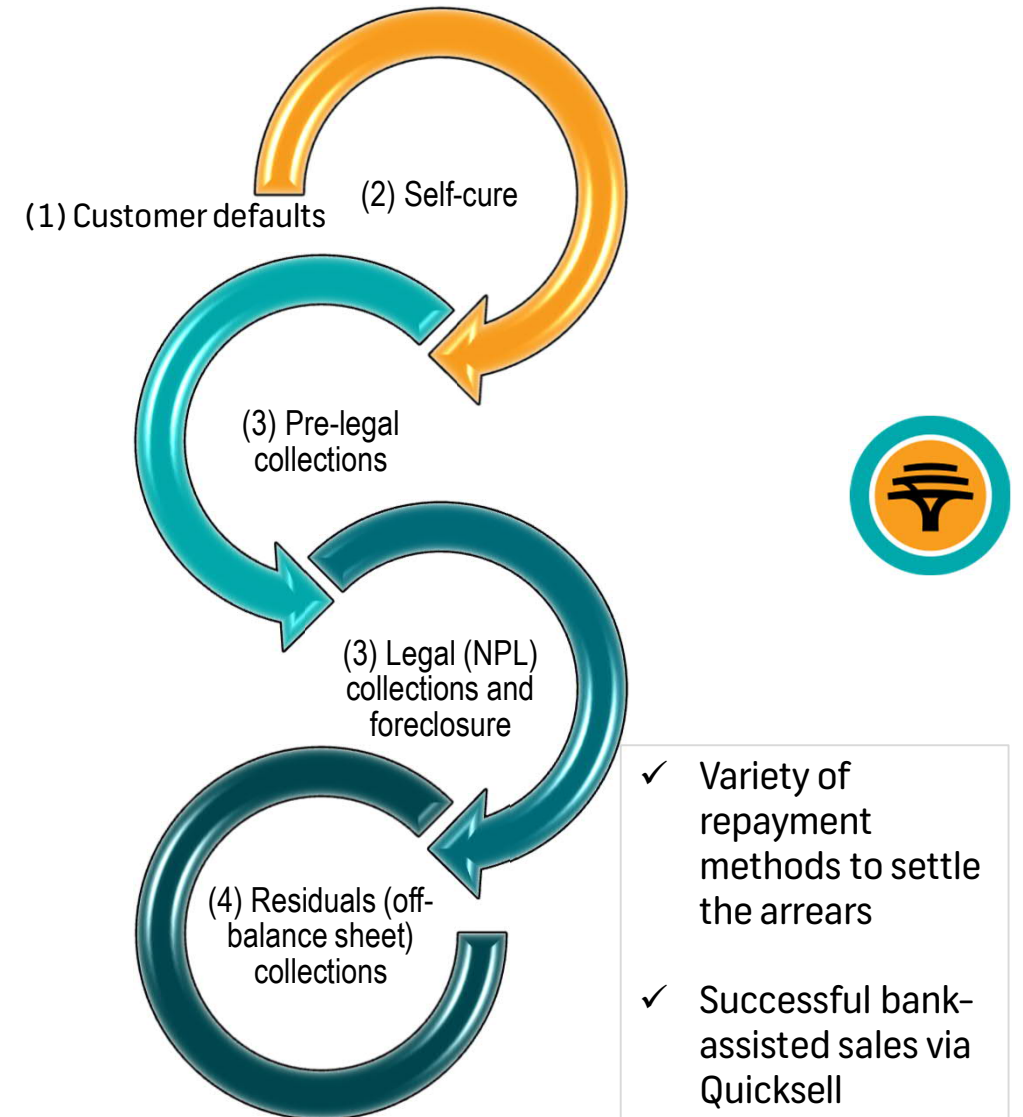 (1) Customer defaults
(2) Self-cure
(3) Pre-legal
collections
(3) Legal (NPL)
collections and
foreclosure
(4) Residuals (off-
balance sheet)
collections
✓ Variety of
repayment
methods to settle
the arrears
✓ Successful bank-
assisted sales via
Quicksell